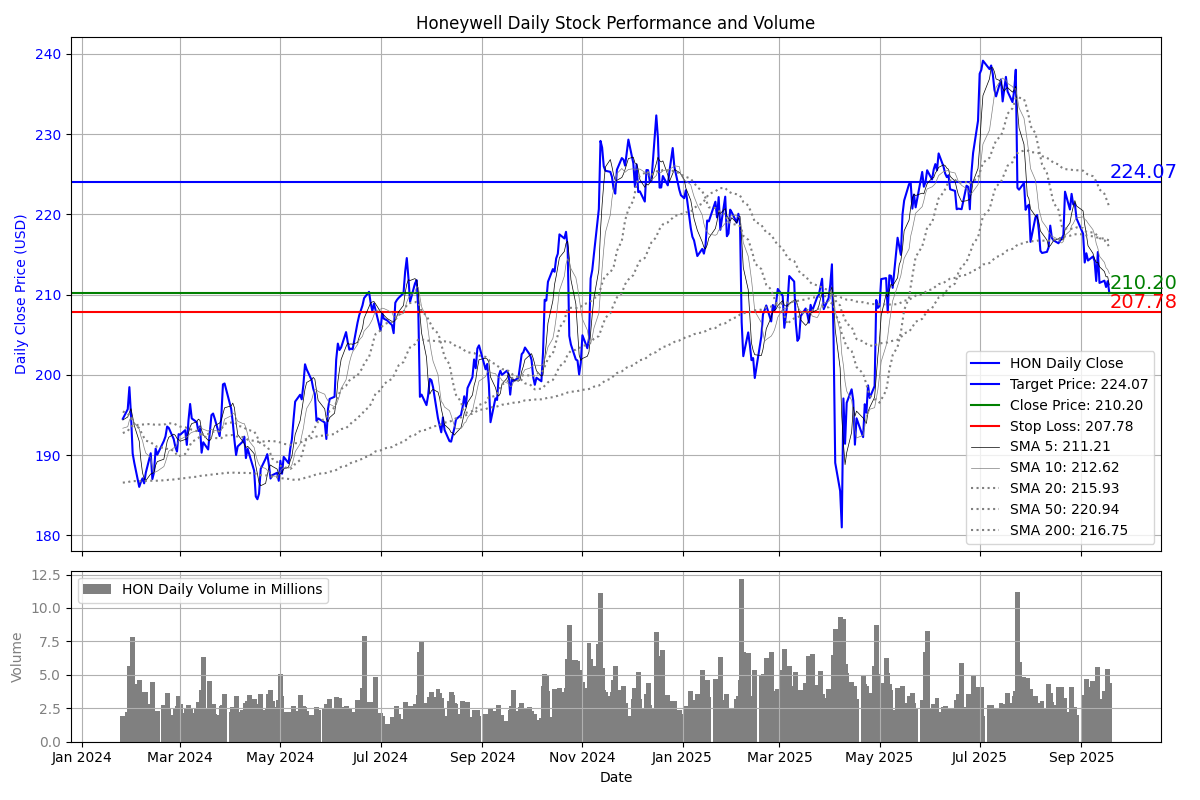 Honeywell Daily Stock Performance and Volume
Daily Close Price (USD)
240
230
220
210
200
190
180
224.07
210.20
207.78
HON Daily Close
Target Price: 224.07
Close Price: 210.20
Stop Loss: 207.78
SMA 5: 211.21
SMA 10: 212.62
SMA 20: 215.93
SMA 50: 220.94
SMA 200: 216.75
Volume
12.5
10.0
7.5
5.0
2.5
0.0
HON Daily Volume in Millions
Jan 2024 Mar 2024 May 2024 Jul 2024 Sep 2024 Nov 2024 Jan 2025 Mar 2025 May 2025 Jul 2025 Sep 2025
Date